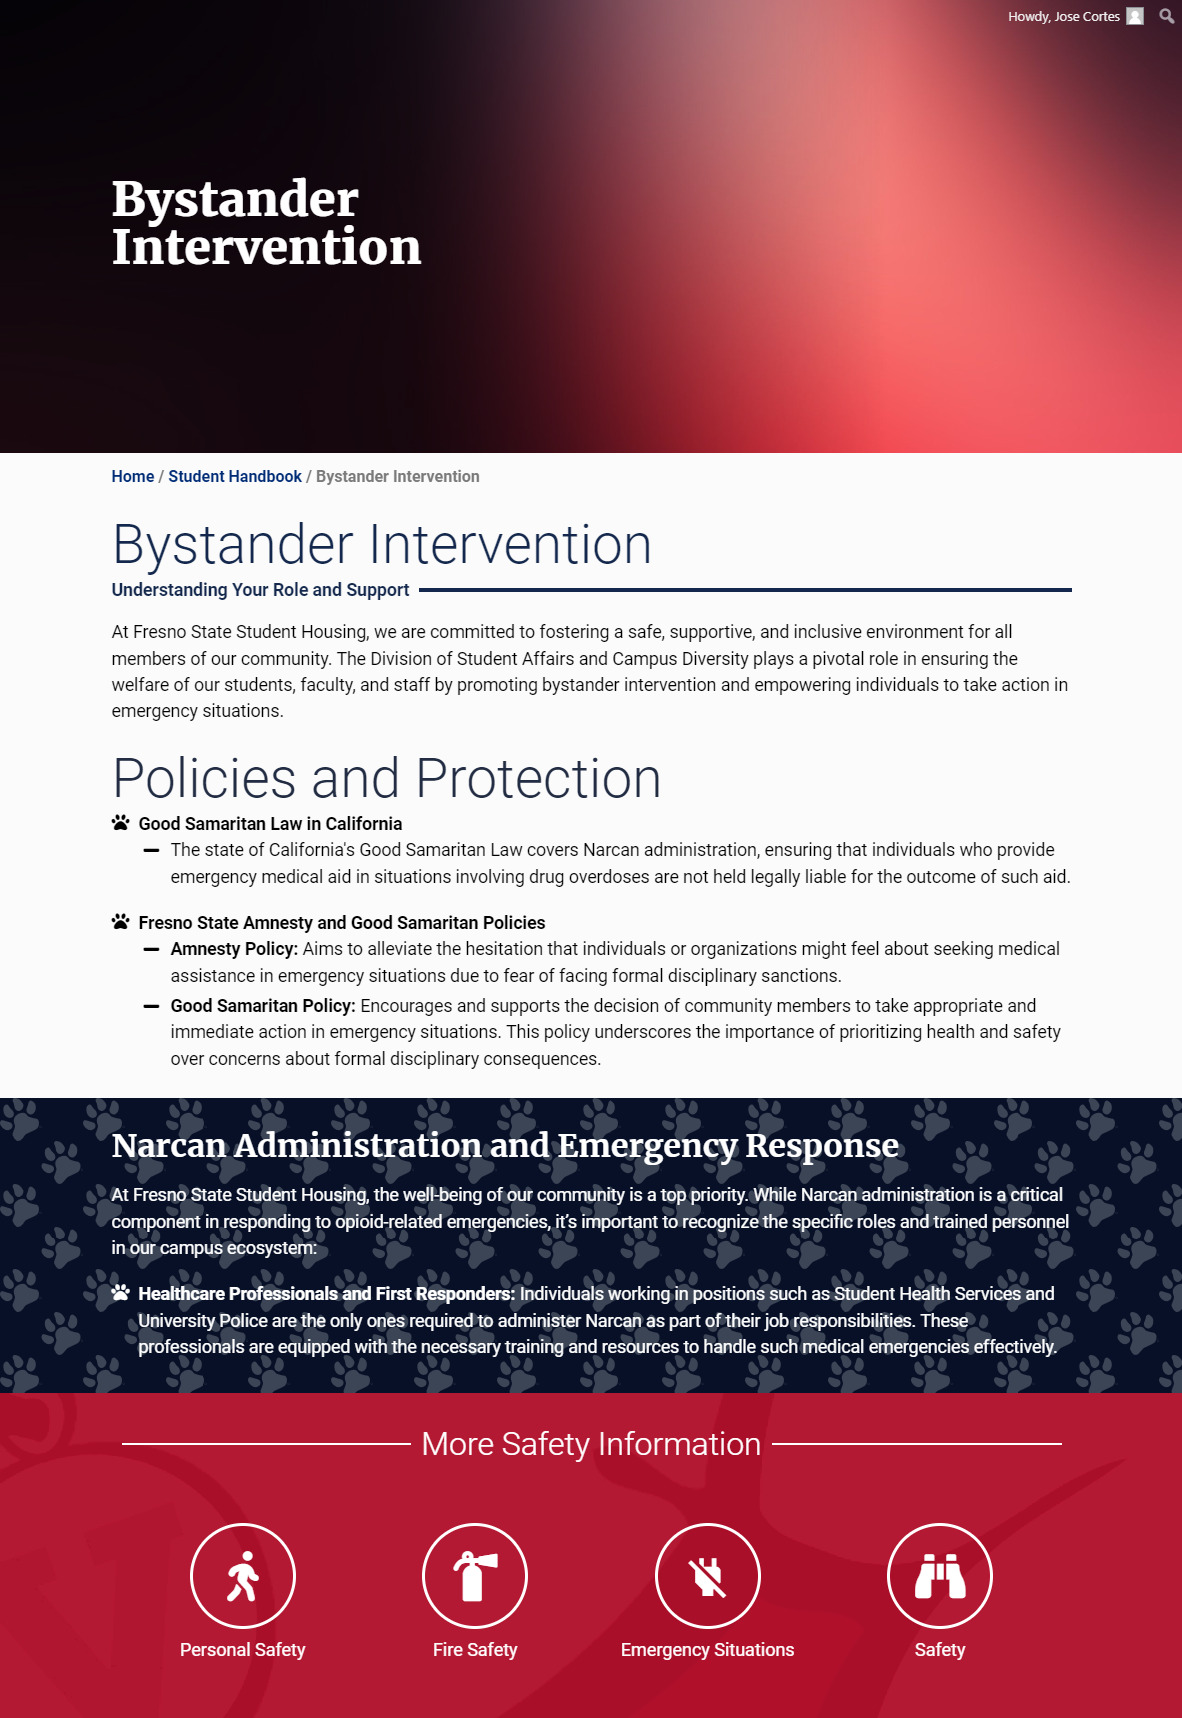 Howdy, Jose Cortes
Bystander
Intervention
Home / Student Handbook / Bystander Intervention
Bystander Intervention
Understanding Your Role and Support
At Fresno State Student Housing, we are committed to fostering a safe, supportive, and inclusive environment for all
members of our community. The Division of Student Affairs and Campus Diversity plays a pivotal role in ensuring the
welfare of our students, faculty, and staff by promoting bystander intervention and empowering individuals to take action in
emergency situations.
Policies and Protection
Good Samaritan Law in California
The state of California's Good Samaritan Law covers Narcan administration, ensuring that individuals who provide
emergency medical aid in situations involving drug overdoses are not held legally liable for the outcome of such aid.
Fresno State Amnesty and Good Samaritan Policies
Amnesty Policy: Aims to alleviate the hesitation that individuals or organizations might feel about seeking medical
assistance in emergency situations due to fear of facing formal disciplinary sanctions.
Good Samaritan Policy: Encourages and supports the decision of community members to take appropriate and
immediate action in emergency situations. This policy underscores the importance of prioritizing health and safety
over concerns about formal disciplinary consequences.
Narcan Administration and Emergency Response
At Fresno State Student Housing, the well-being of our community is a top priority. While Narcan administration is a critical
component in responding to opioid-related emergencies, it’s important to recognize the specific roles and trained personnel
in our campus ecosystem:
Healthcare Professionals and First Responders: Individuals working in positions such as Student Health Services and
University Police are the only ones required to administer Narcan as part of their job responsibilities. These
professionals are equipped with the necessary training and resources to handle such medical emergencies effectively.
More Safety Information
Personal Safety
Fire Safety
Emergency Situations
Safety